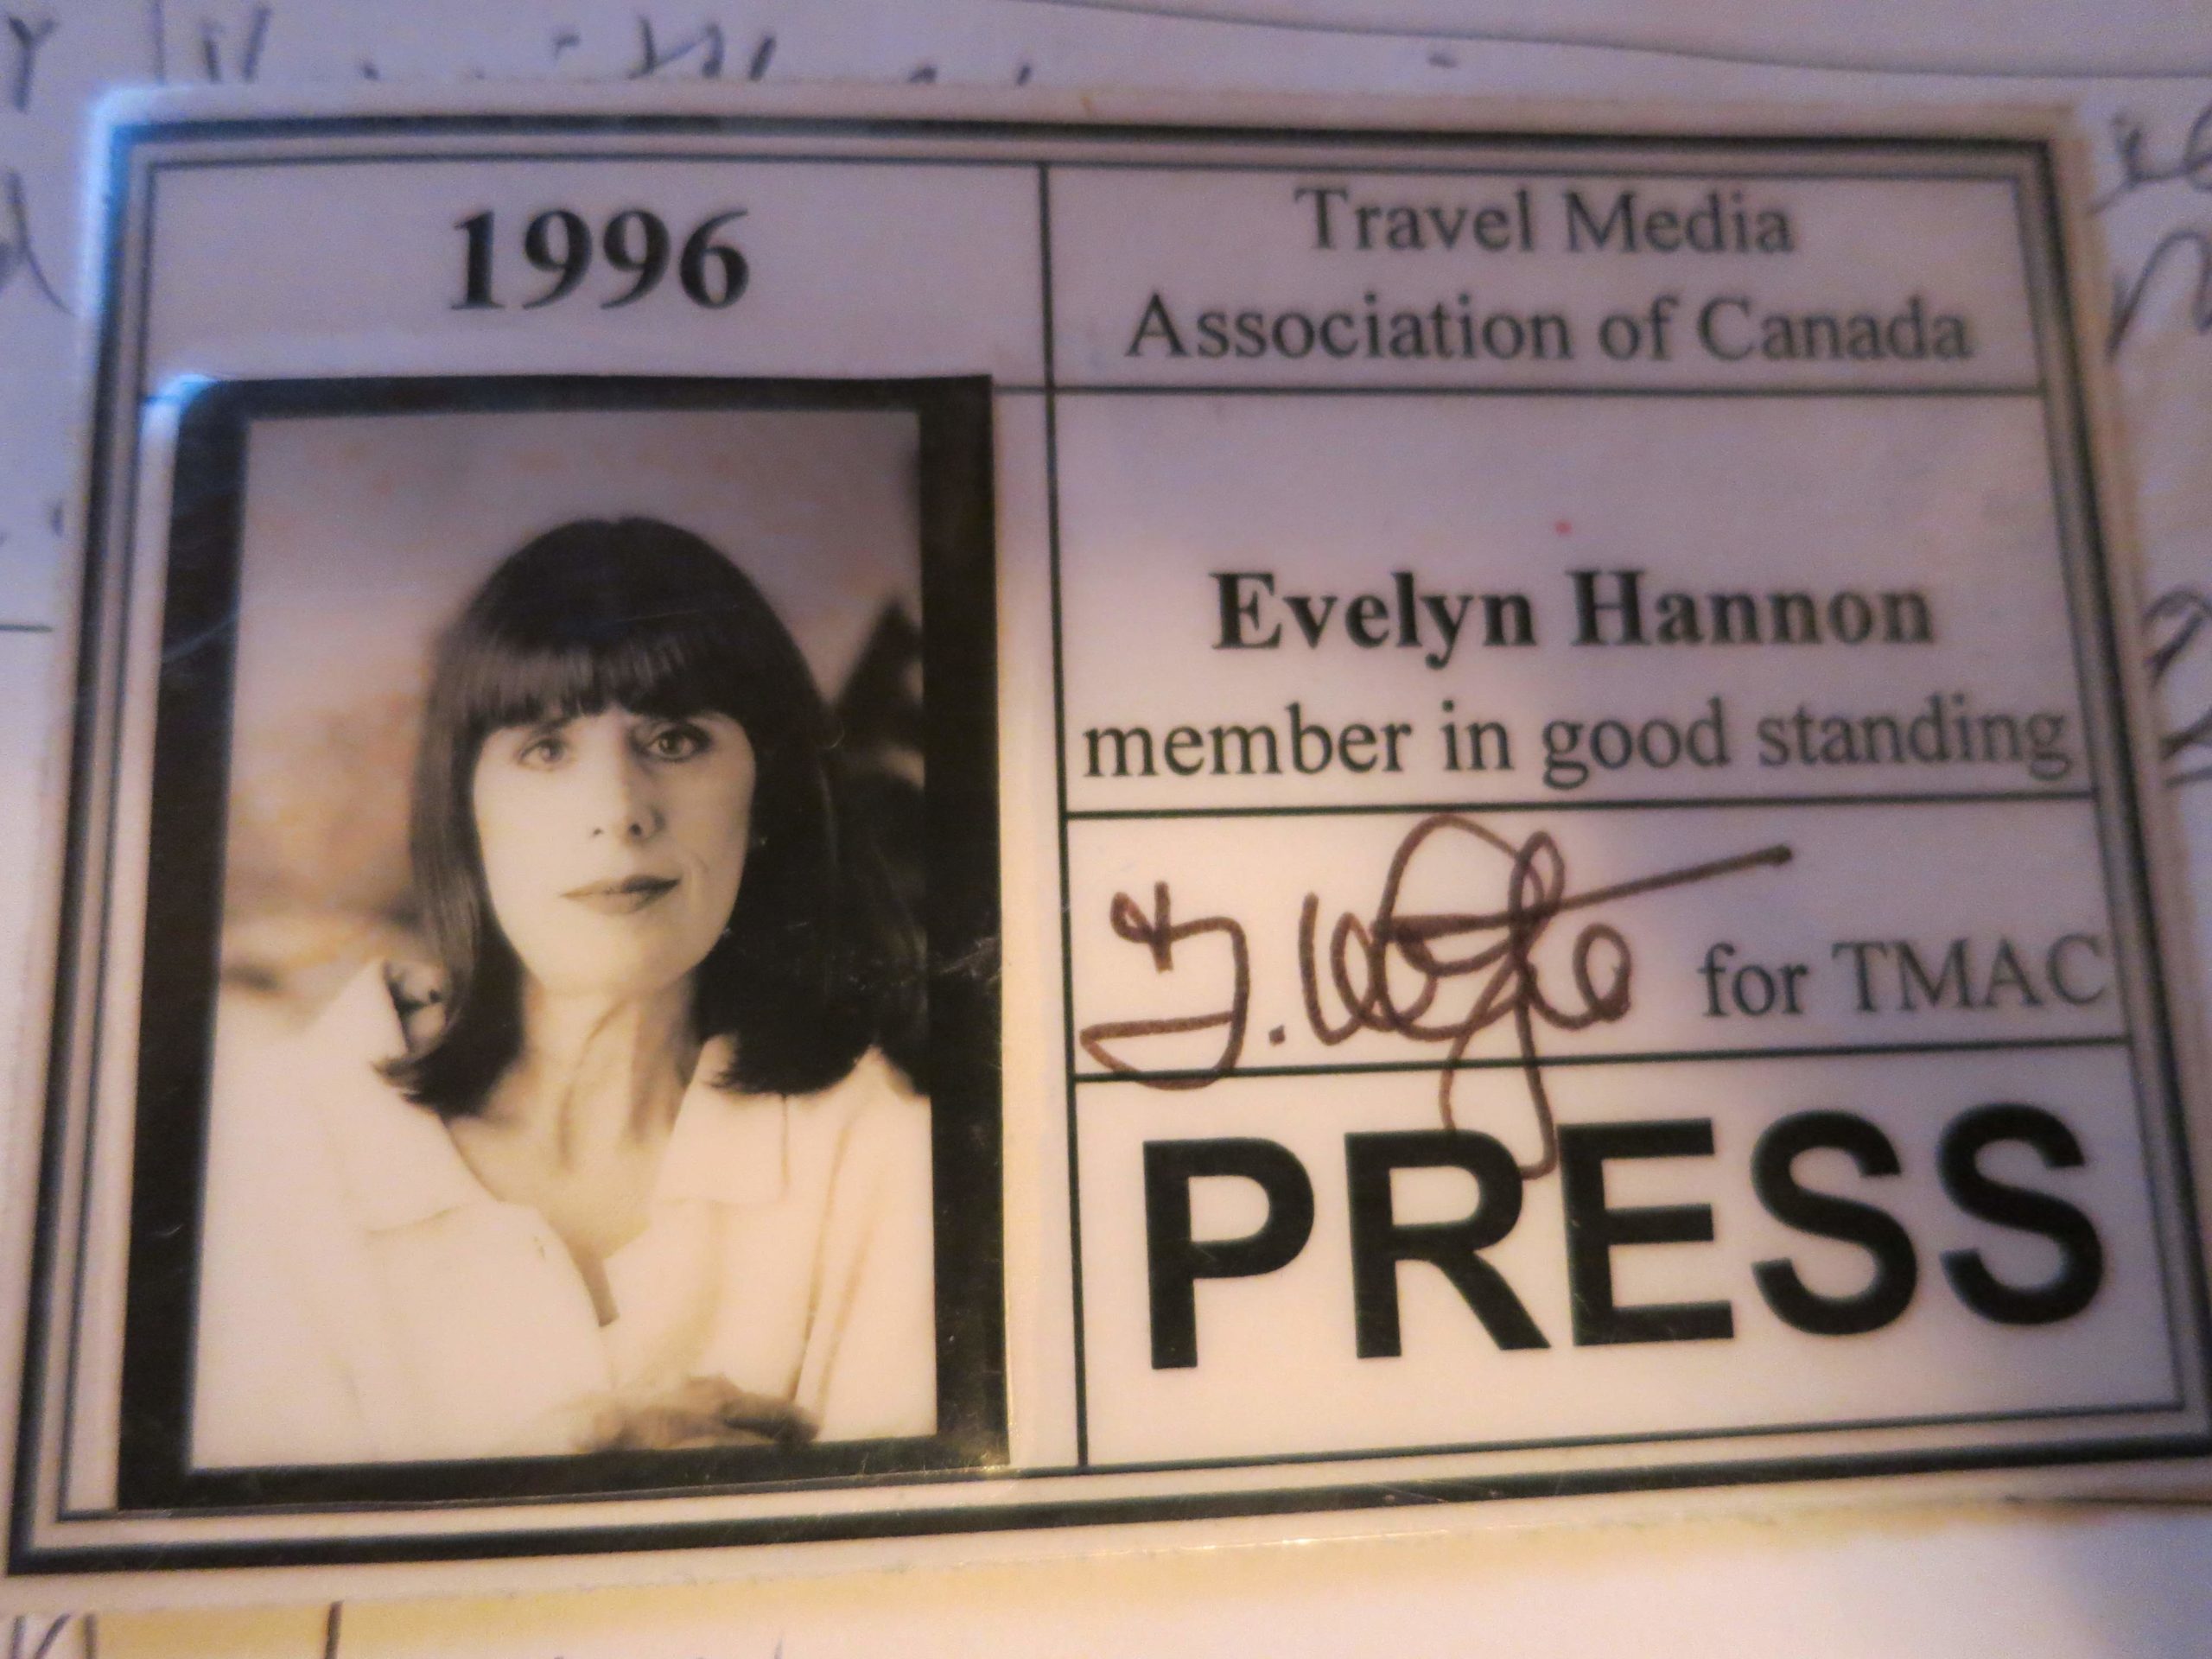 1996
Travel Media
Association of Canada
Evelyn Hannon
member in good standing
for TMAC
PRESS